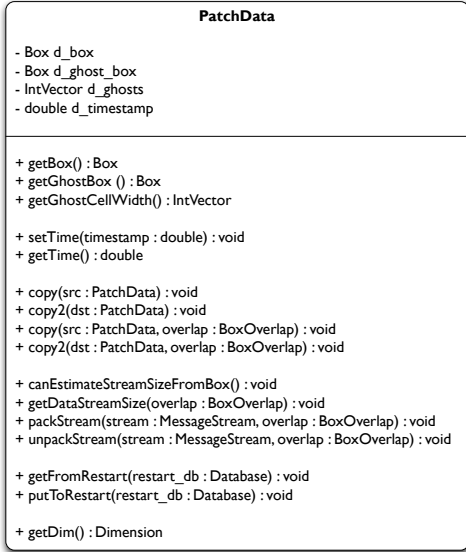 PatchData
- Box d_box
- Box d_ghost_box
- IntVector d_ghosts
- double d_timestamp
+ getBox() : Box
+ getGhostBox () : Box
+ getGhostCellWidth() : IntVector
+ setTime(timestamp : double) : void
+ getTime() : double
+ copy(src : PatchData) : void
+ copy2(dst : PatchData) : void
+ copy(src : PatchData, overlap : BoxOverlap) : void
+ copy2(dst : PatchData, overlap : BoxOverlap) : void
+ canEstimateStreamSizeFromBox() : void
+ getDataStreamSize(overlap : BoxOverlap) : void
+ packStream(stream : MessageStream, overlap : BoxOverlap) : void
+ unpackStream(stream : MessageStream, overlap : BoxOverlap) : void
+ getFromRestart(restart_db : Database) : void
+ putToRestart(restart_db : Database) : void
+ getDim() : Dimension